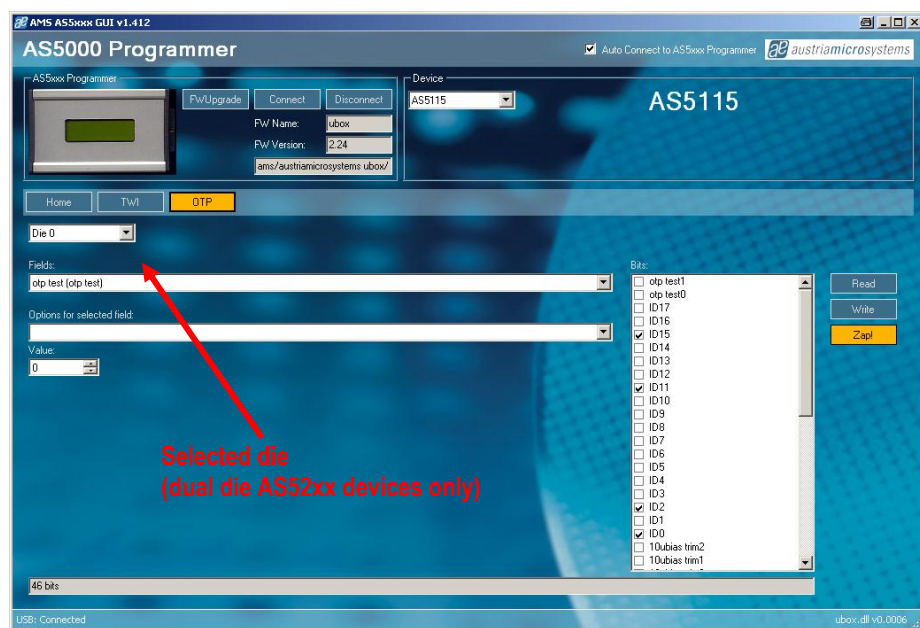 AMS AS5xxx GUI v1.412
AS5000 Programmer
Auto Connect to AS5xxx Programmer
austriamicrosystems
AS5xxx Programmer
FWUpgrade Connect Disconnect
FW Name: ubox
FW Version: 2.24
ams/austriamicrosystems ubox/
Device
AS5115
AS5115
Home TWI OTP
Die 0
Fields:
otp test (otp test)
Options for selected field:
Value:
0
Selected die
(dual die AS52xx devices only)
Bits:
otp test1
otp test0
ID17
ID16
ID15
ID14
ID13
ID12
ID11
ID10
ID9
ID8
ID7
ID6
ID5
ID4
ID3
ID2
ID1
ID0
10ubias trim2
10ubias trim1
Read
Write
Zap!
46 bits
USB: Connected
ubox.dll v0.0006